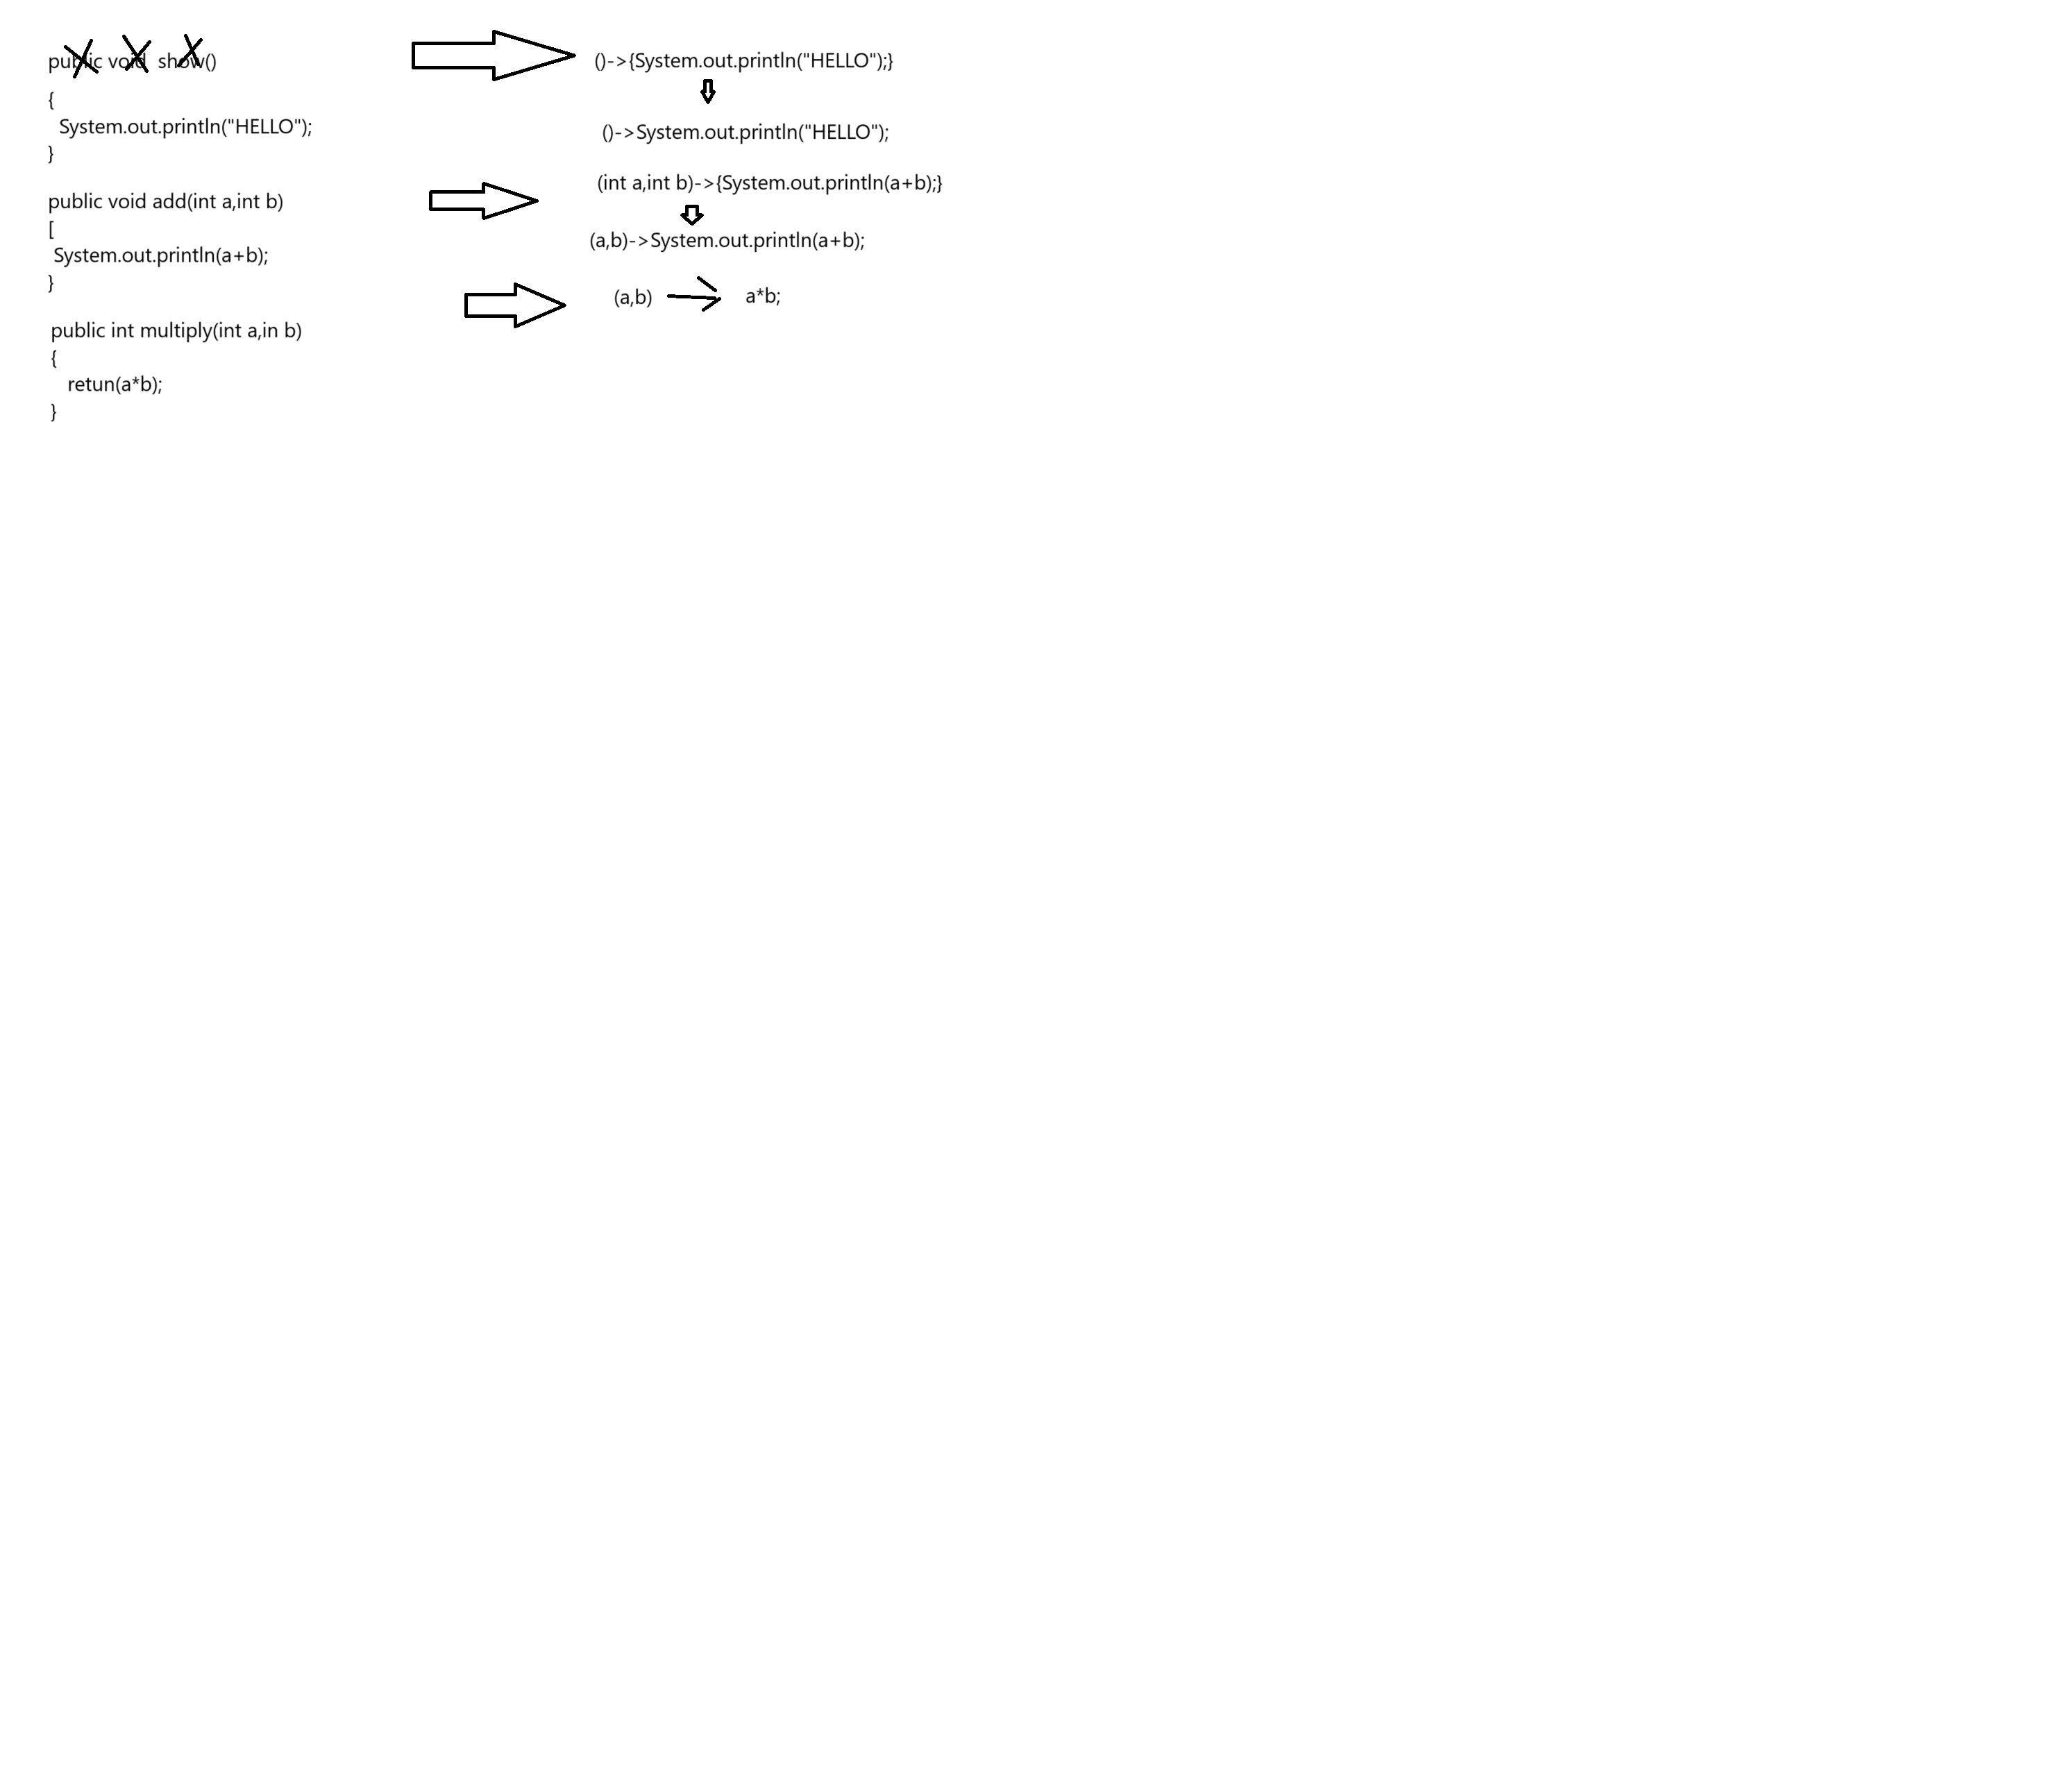 public void  show()
{
System.out.println("HELLO");
}
public void add(int a,int b)
[
System.out.println(a+b);
}
public int multiply(int a,in b)
{
retun(a*b);
}
()->{System.out.println("HELLO");}
()->System.out.println("HELLO");
(int a,int b)->{System.out.println(a+b);}
(a,b)->System.out.println(a+b);
(a,b) a*b;